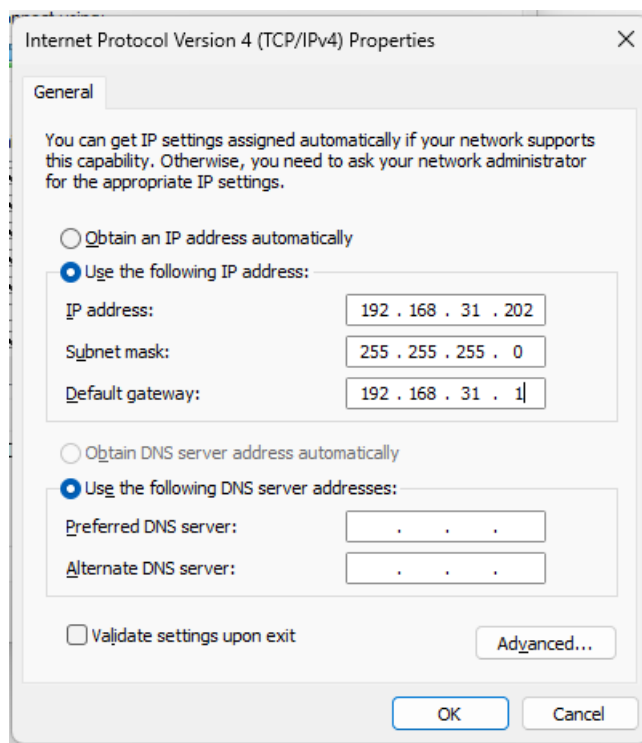 Internet Protocol Version 4 (TCP/IPv4) Properties
General
You can get IP settings assigned automatically if your network supports
this capability. Otherwise, you need to ask your network administrator
for the appropriate IP settings.
Obtain an IP address automatically
Use the following IP address:
IP address: 192 . 168 . 31 . 202
Subnet mask: 255 . 255 . 255 . 0
Default gateway: 192 . 168 . 31 . 1
Obtain DNS server address automatically
Use the following DNS server addresses:
Preferred DNS server: . . .
Alternate DNS server: . . .
Validate settings upon exit
Advanced...
OK Cancel